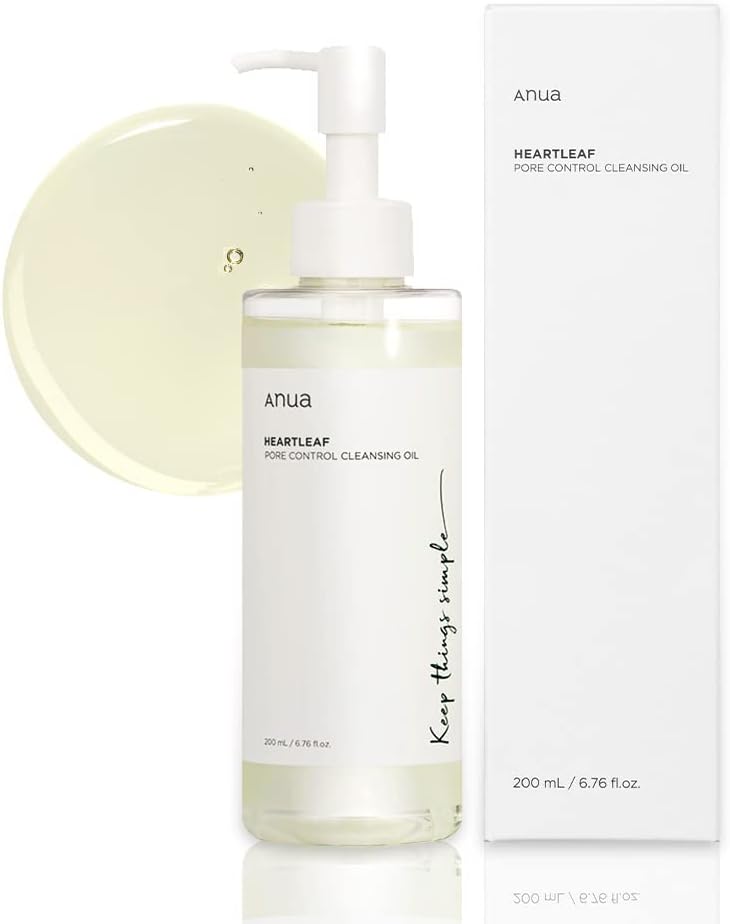 Anua
HEARTLEAF
PORE CONTROL CLEANSING OIL
Keep things simple
200 mL / 6.76 fl.oz.
Anua
HEARTLEAF
PORE CONTROL CLEANSING OIL
200 mL / 6.76 fl.oz.